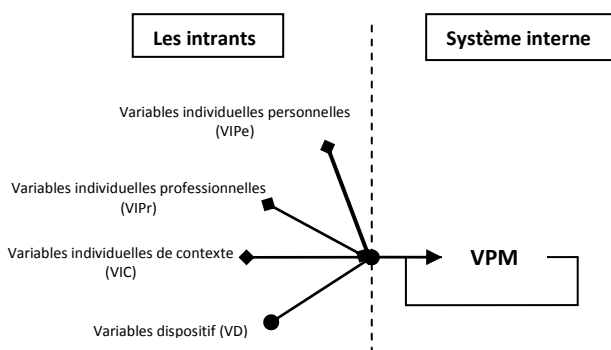 Les intrants
Système interne
Variables individuelles personnelles
(VIPe)
Variables individuelles professionnelles
(VIPr)
Variables individuelles de contexte
(VIC)
VPM
Variables dispositif (VD)